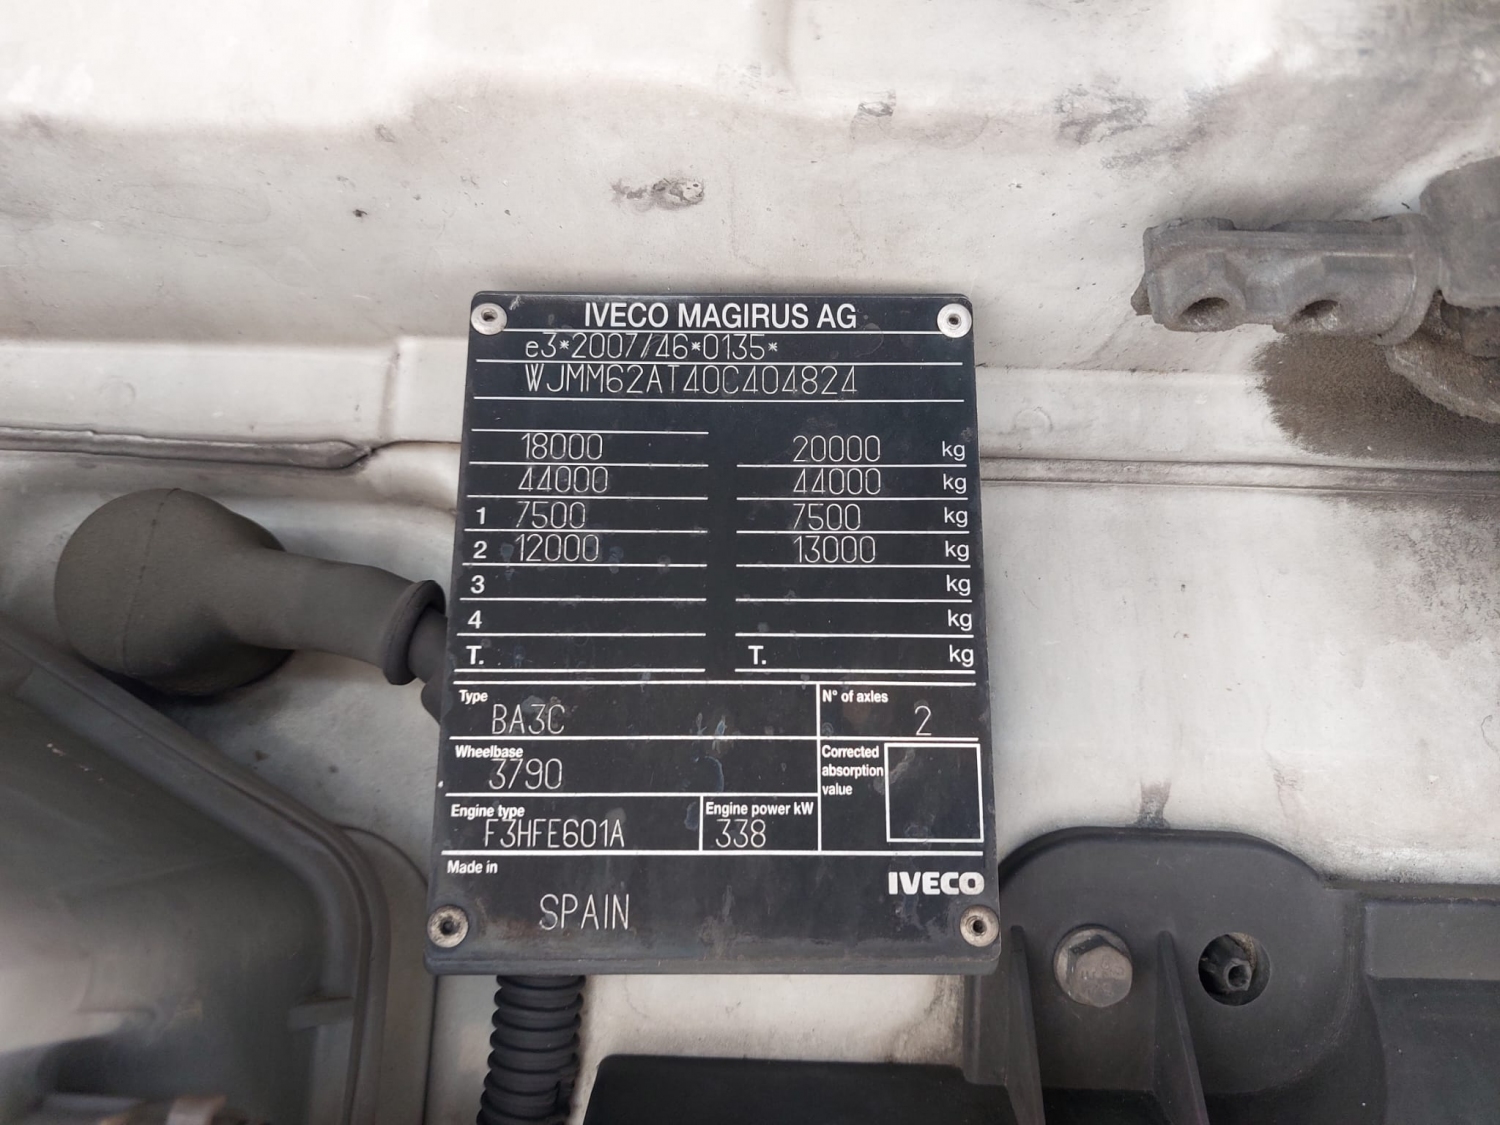 IVECO MAGIRUS AG
e3*2007/46*0135*
WJMM62AT40C404824
18000 20000 kg
44000 44000 kg
1 7500 7500 kg
2 12000 13000 kg
3 kg
4 kg
T. T. kg
Type N° of axles
BA3C 2
Wheelbase Corrected
absorption
value
3790
Engine type Engine power kW
F3HFE601A 338
Made in
IVECO
SPAIN